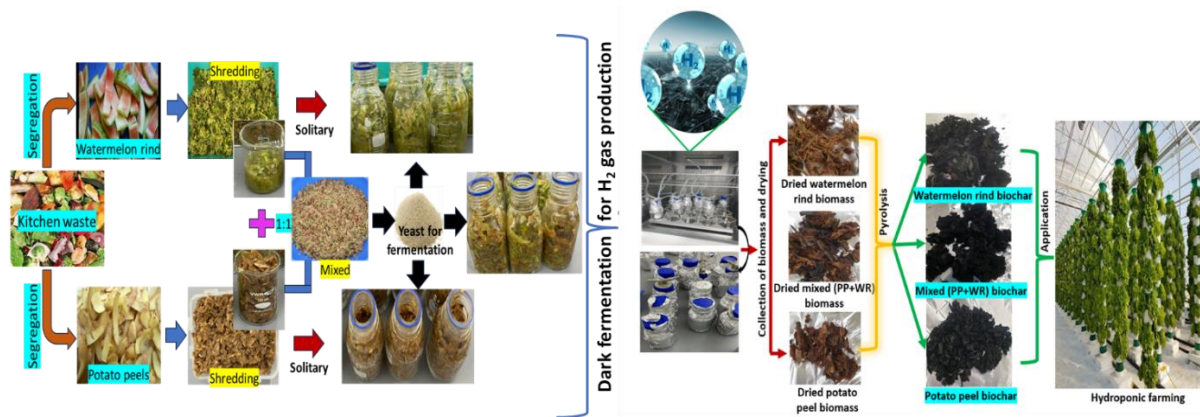 Segregation
Watermelon rind
Shredding
Solitary
Kitchen waste
1:1
Mixed
Yeast for
fermentation
Segregation
Potato peels
Shredding
Solitary
Dark fermentation for H2 gas production
H2
H2
H
Collection of biomass and drying
Dried watermelon
rind biomass
Dried mixed (PP+WR)
biomass
Dried potato
peel biomass
Pyrolysis
Watermelon rind biochar
Mixed (PP+WR) biochar
Potato peel biochar
Application
Hydroponic farming